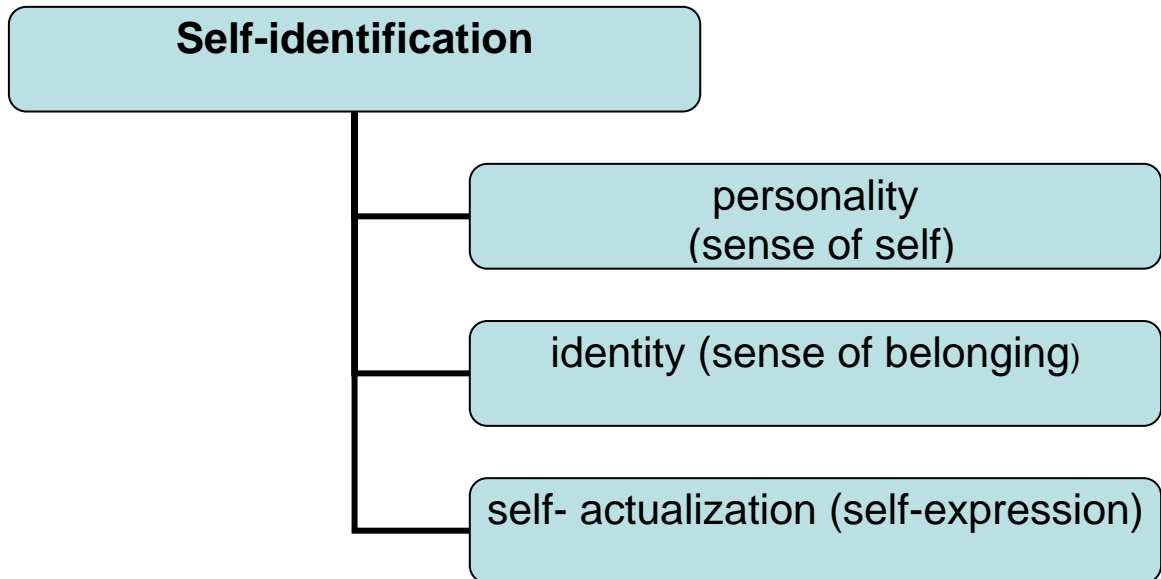 Self-identification
personality
(sense of self)
identity (sense of belonging)
self- actualization (self-expression)